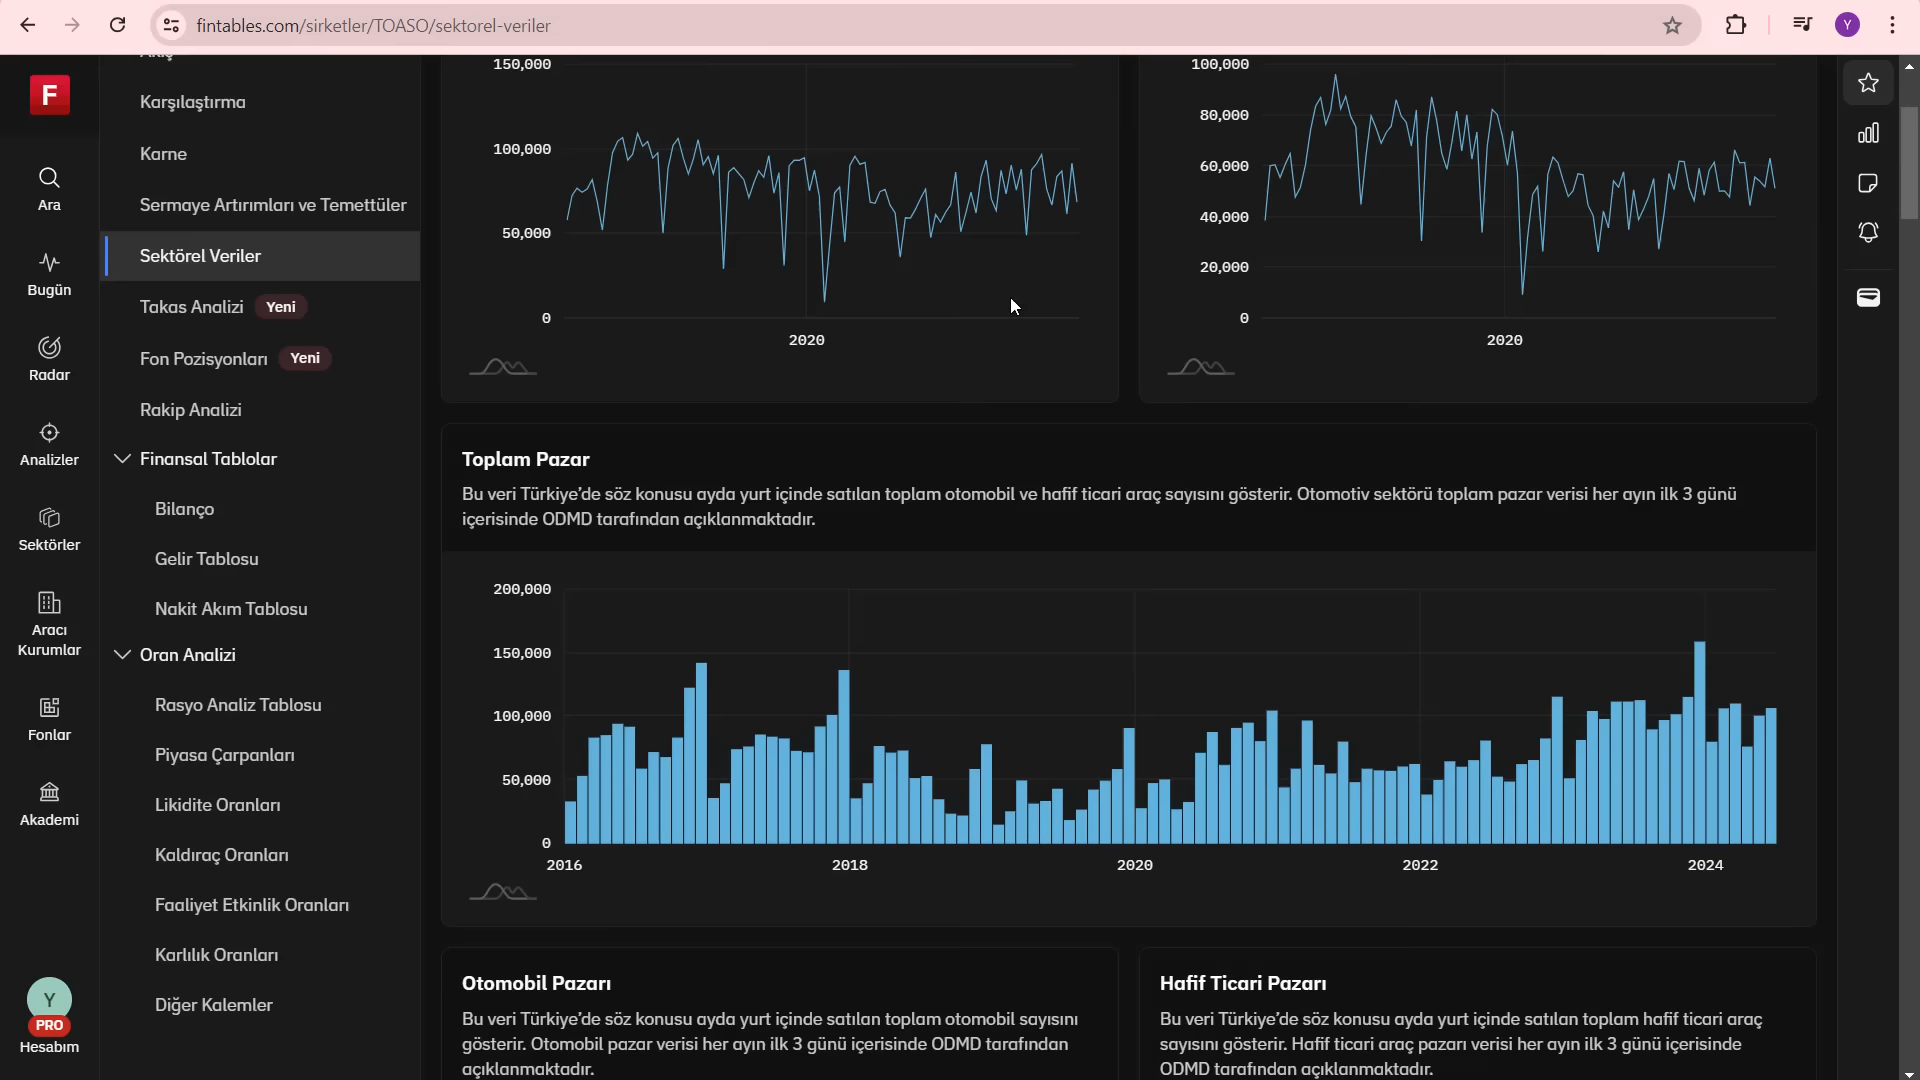 fintables.com/sirketler/TOASO/sektorel-veriler
Y
F
Ara
Bugün
Radar
Analizler
Sektörler
Aracı
Kurumlar
Fonlar
Akademi
Y
PRO
Hesabım
Akış
Karşılaştırma
Karne
Sermaye Artırımları ve Temettüler
Sektörel Veriler
Takas Analizi Yeni
Fon Pozisyonları Yeni
Rakip Analizi
Finansal Tablolar
Bilanço
Gelir Tablosu
Nakit Akım Tablosu
Oran Analizi
Rasyo Analiz Tablosu
Piyasa Çarpanları
Likidite Oranları
Kaldıraç Oranları
Faaliyet Etkinlik Oranları
Karlılık Oranları
Diğer Kalemler
150,000
100,000
50,000
0
2020
100,000
80,000
60,000
40,000
20,000
0
2020
Toplam Pazar
Bu veri Türkiye’de söz konusu ayda yurt içinde satılan toplam otomobil ve hafif ticari araç sayısını gösterir. Otomotiv sektörü toplam pazar verisi her ayın ilk 3 günü
içerisinde ODMD tarafından açıklanmaktadır.
200,000
150,000
100,000
50,000
0
2016 2018 2020 2022 2024
Otomobil Pazarı
Bu veri Türkiye’de söz konusu ayda yurt içinde satılan toplam otomobil sayısını
gösterir. Otomobil pazar verisi her ayın ilk 3 günü içerisinde ODMD tarafından
açıklanmaktadır.
Hafif Ticari Pazarı
Bu veri Türkiye’de söz konusu ayda yurt içinde satılan toplam hafif ticari araç
sayısını gösterir. Hafif ticari araç pazarı verisi her ayın ilk 3 günü içerisinde
ODMD tarafından açıklanmaktadır.